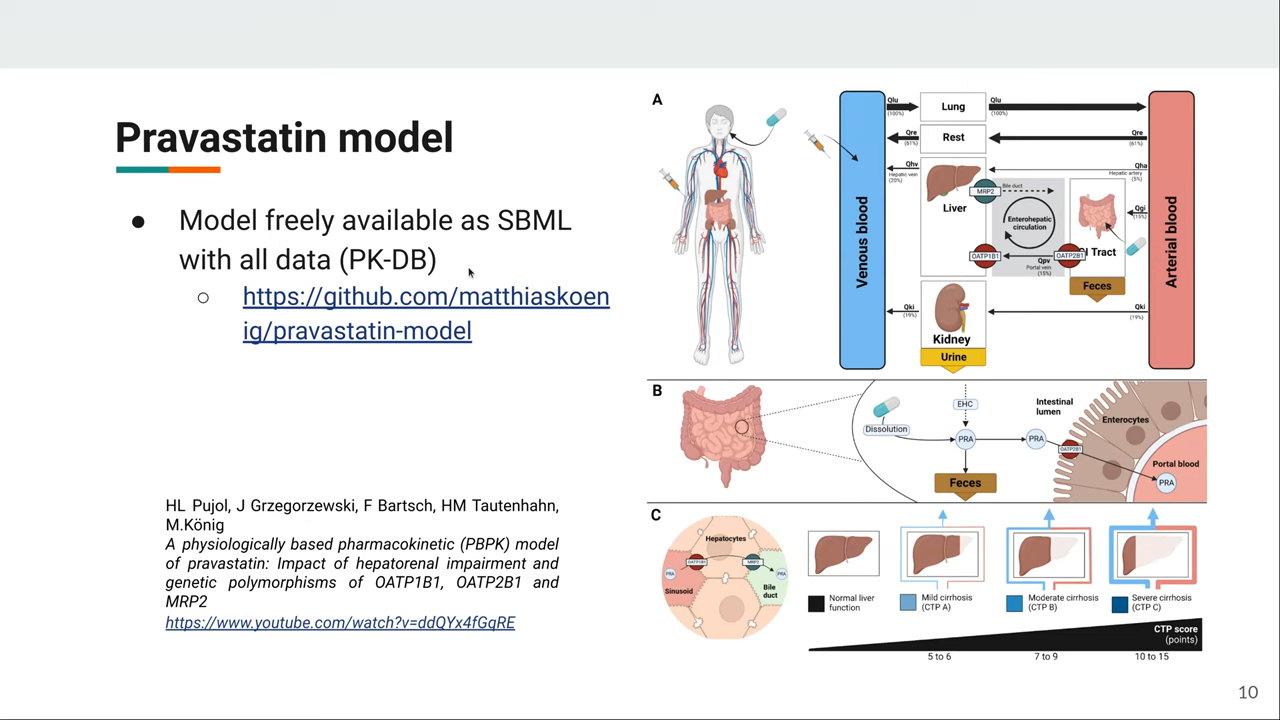 Pravastatin model
● Model freely available as SBML
with all data (PK-DB)
○ https://github.com/matthiaskoen
ig/pravastatin-model
HL Pujol, J Grzegorzewski, F Bartsch, HM Tautenhahn,
M.König
A physiologically based pharmacokinetic (PBPK) model
of pravastatin: Impact of hepatorenal impairment and
genetic polymorphisms of OATP1B1, OATP2B1 and
MRP2
https://www.youtube.com/watch?v=ddQYx4fGqRE
A
Venous blood
Arterial blood
Qlu
(100%)
Lung
Qlu
(100%)
Qre
(61%)
Rest
Qre
(61%)
Qhv
Hepatic vein
(20%)
Qha
Hepatic artery
(5%)
Liver
MRP2
Bile duct
Enterohepatic
circulation
Qgi
(15%)
OATP1B1
OATP2B1
Tract
Qpv
Portal vein
(15%)
Feces
Qki
(19%)
Qki
(19%)
Kidney
Urine
B
Dissolution
EHC
PRA
PRA
Feces
Intestinal
lumen
Enterocytes
OATP2B1
Portal blood
PRA
C
Hepatocytes
PRA
OATP1B1
MRP2
PRA
Sinusoid
Bile
duct
Normal liver
function
Mild cirrhosis
(CTP A)
Moderate cirrhosis
(CTP B)
Severe cirrhosis
(CTP C)
CTP score
(points)
5 to 6
7 to 9
10 to 15
10